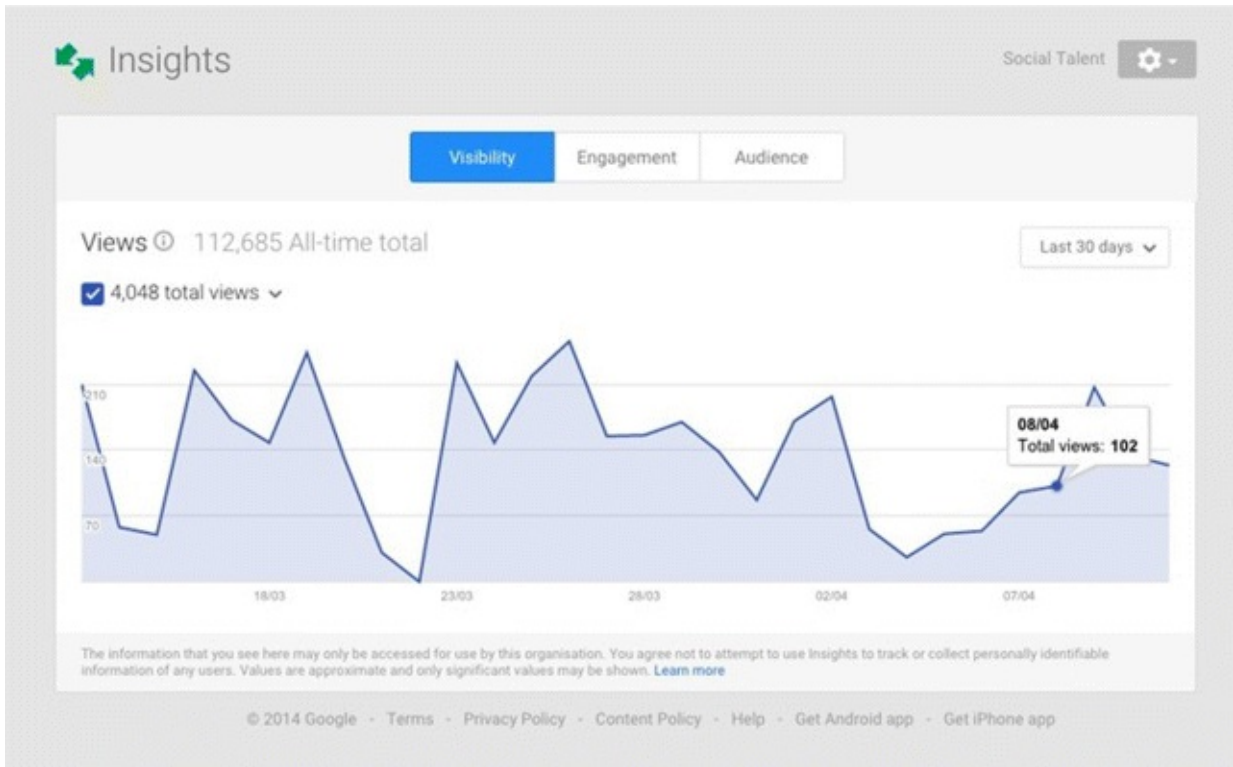 Insights
Social Talent
Visibility
Engagement
Audience
Views 112,685 All-time total
Last 30 days
4,048 total views
210
140
70
08/04
Total views: 102
18/03
23/03
28/03
02/04
07/04
The information that you see here may only be accessed for use by this organisation. You agree not to attempt to use Insights to track or collect personally identifiable
information of any users. Values are approximate and only significant values may be shown. Learn more
© 2014 Google - Terms - Privacy Policy - Content Policy - Help - Get Android app - Get iPhone app